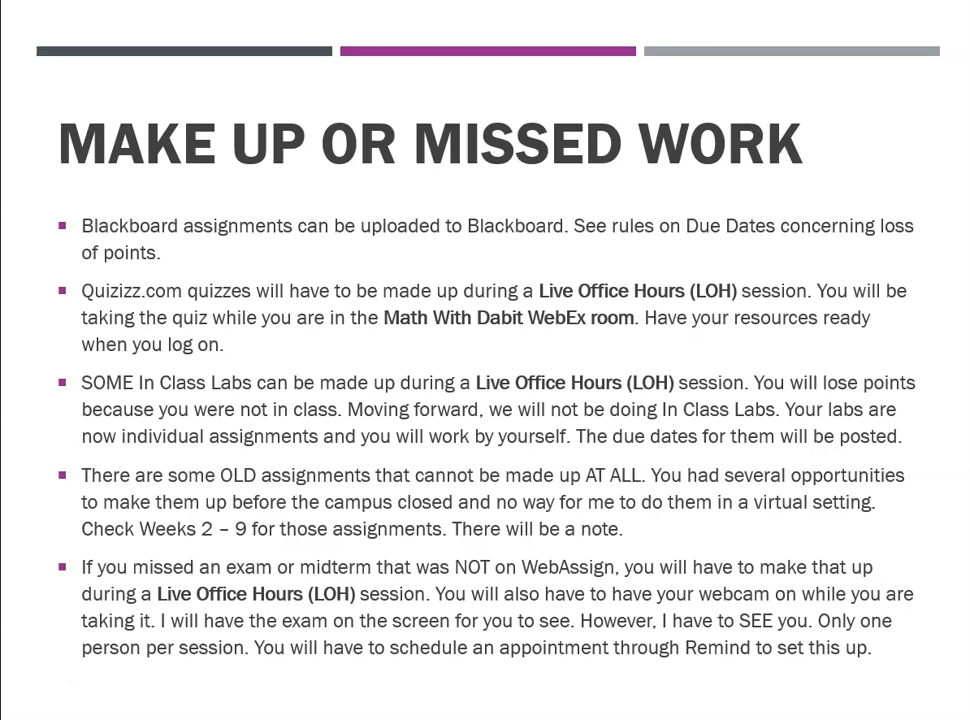 MAKE UP OR MISSED WORK
Blackboard assignments can be uploaded to Blackboard. See rules on Due Dates concerning loss
of points.
Quizizz.com quizzes will have to be made up during a Live Office Hours (LOH) session. You will be
taking the quiz while you are in the Math With Dabit WebEx room. Have your resources ready
when you log on.
SOME In Class Labs can be made up during a Live Office Hours (LOH) session. You will lose points
because you were not in class. Moving forward, we will not be doing In Class Labs. Your labs are
now individual assignments and you will work by yourself. The due dates for them will be posted.
There are some OLD assignments that cannot be made up AT ALL. You had several opportunities
to make them up before the campus closed and no way for me to do them in a virtual setting.
Check Weeks 2 – 9 for those assignments. There will be a note.
If you missed an exam or midterm that was NOT on WebAssign, you will have to make that up
during a Live Office Hours (LOH) session. You will also have to have your webcam on while you are
taking it. I will have the exam on the screen for you to see. However, I have to SEE you. Only one
person per session. You will have to schedule an appointment through Remind to set this up.